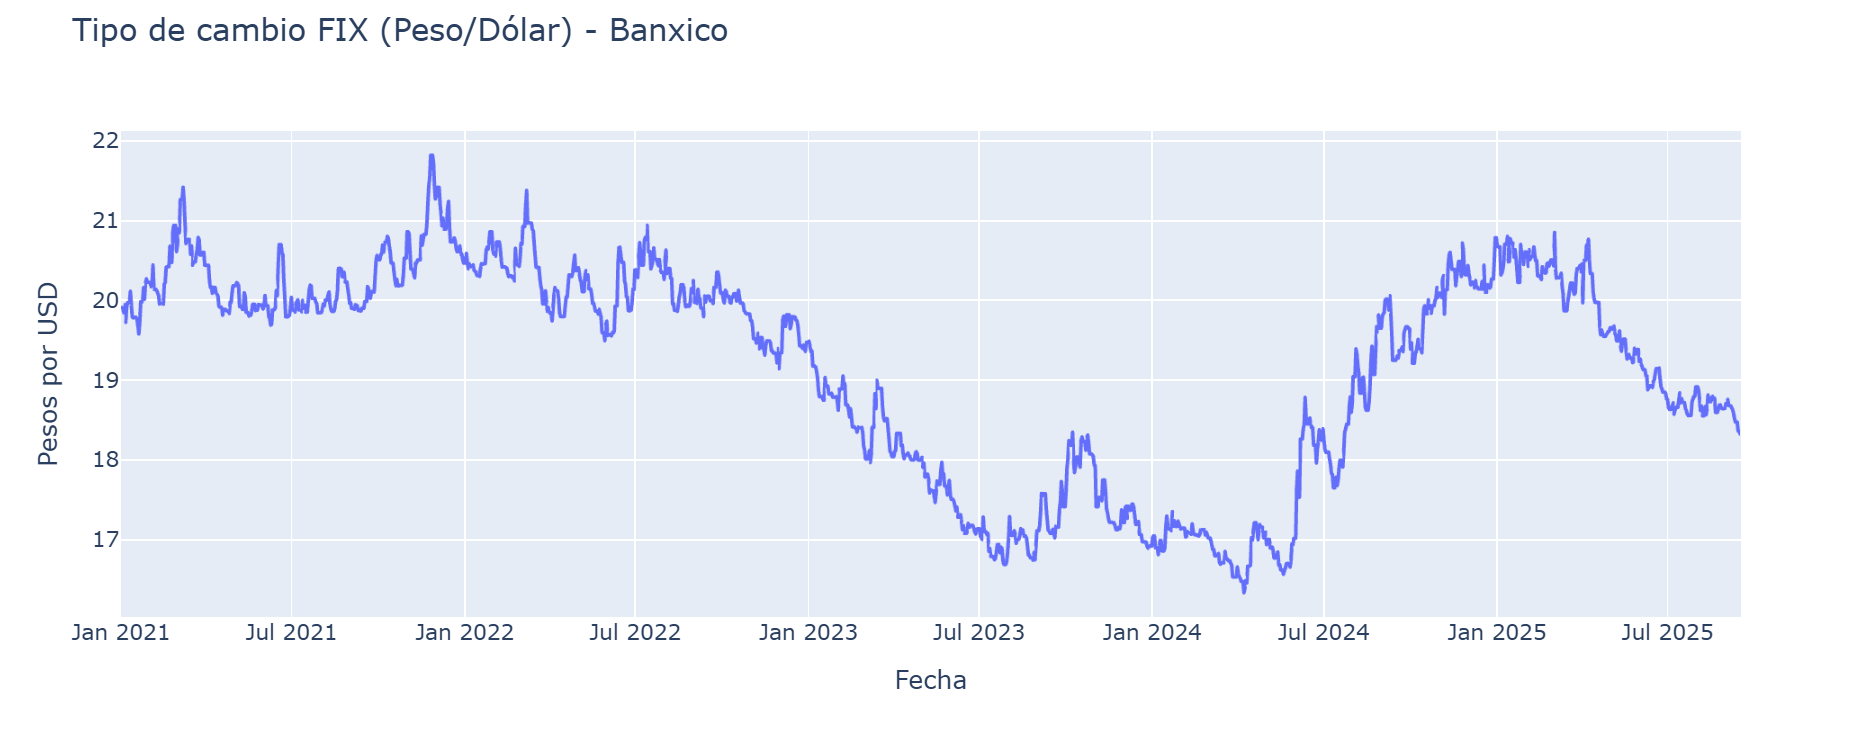 Tipo de cambio FIX (Peso/Dólar) - Banxico
22
21
20
19
18
17
Pesos por USD
Jan 2021 Jul 2021 Jan 2022 Jul 2022 Jan 2023 Jul 2023 Jan 2024 Jul 2024 Jan 2025 Jul 2025
Fecha